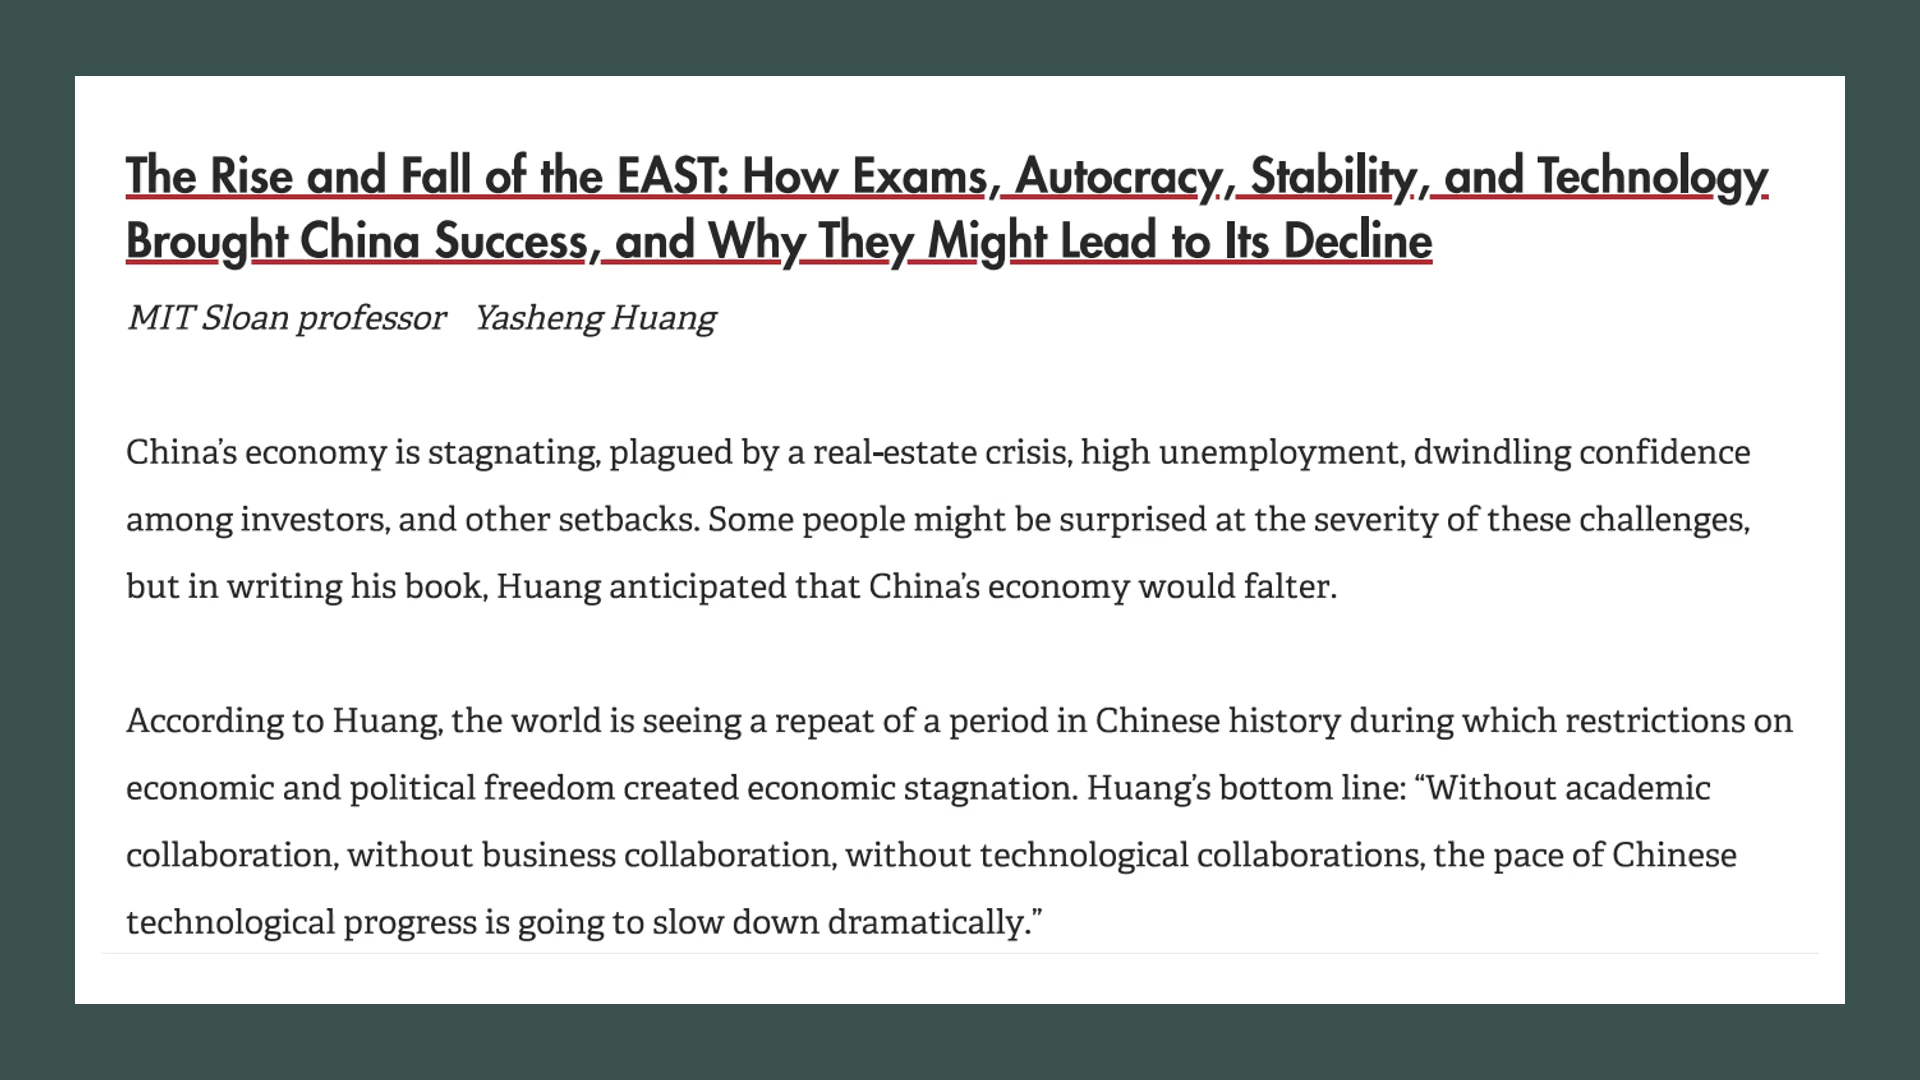 The Rise and Fall of the EAST: How Exams, Autocracy, Stability, and Technology
Brought China Success, and Why They Might Lead to Its Decline
MIT Sloan professor Yasheng Huang
China’s economy is stagnating, plagued by a real-estate crisis, high unemployment, dwindling confidence
among investors, and other setbacks. Some people might be surprised at the severity of these challenges,
but in writing his book, Huang anticipated that China’s economy would falter.
According to Huang, the world is seeing a repeat of a period in Chinese history during which restrictions on
economic and political freedom created economic stagnation. Huang’s bottom line: “Without academic
collaboration, without business collaboration, without technological collaborations, the pace of Chinese
technological progress is going to slow down dramatically.”